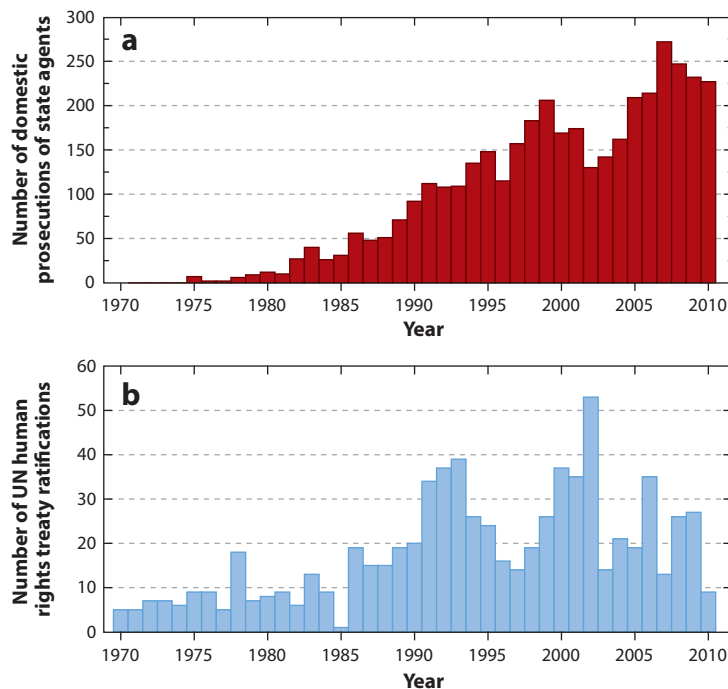 a
Number of domestic
prosecutions of state agents
300
250
200
150
100
50
0
1970 1975 1980 1985 1990 1995 2000 2005 2010
Year
b
Number of UN human
rights treaty ratifications
60
50
40
30
20
10
0
1970 1975 1980 1985 1990 1995 2000 2005 2010
Year